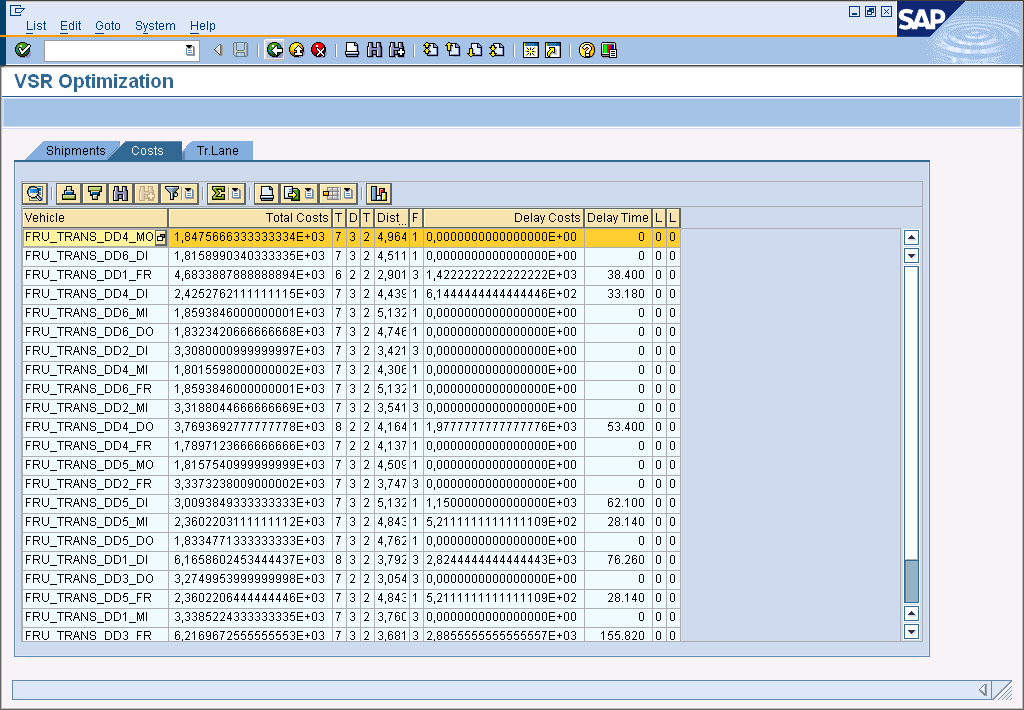 List Edit Goto System Help
SAP
VSR Optimization
Shipments Costs Tr.Lane
Vehicle Total Costs T D T Dist... F Delay Costs Delay Time L L
FRU_TRANS_DD4_MO 1,8475666333333334E+03 7 3 2 4,964 1 0,0000000000000000E+00 0 0 0
FRU_TRANS_DD6_DI 1,8158990340333335E+03 7 3 2 4,511 1 0,0000000000000000E+00 0 0 0
FRU_TRANS_DD1_FR 4,6833887888888894E+03 6 2 2 2,901 3 1,4222222222222222E+03 38.400 0 0
FRU_TRANS_DD4_DI 2,4252762111111115E+03 7 3 2 4,439 1 6,1444444444444446E+02 33.180 0 0
FRU_TRANS_DD6_MI 1,8593846000000001E+03 7 3 2 5,132 1 0,0000000000000000E+00 0 0 0
FRU_TRANS_DD6_DO 1,8323420666666668E+03 7 3 2 4,746 1 0,0000000000000000E+00 0 0 0
FRU_TRANS_DD2_DI 3,3080000999999997E+03 7 3 2 3,421 3 0,0000000000000000E+00 0 0 0
FRU_TRANS_DD4_MI 1,8015598000000002E+03 7 3 2 4,306 1 0,0000000000000000E+00 0 0 0
FRU_TRANS_DD6_FR 1,8593846000000001E+03 7 3 2 5,132 1 0,0000000000000000E+00 0 0 0
FRU_TRANS_DD2_MI 3,3188044666666669E+03 7 3 2 3,541 3 0,0000000000000000E+00 0 0 0
FRU_TRANS_DD4_DO 3,7693692777777778E+03 8 2 2 4,164 1 1,9777777777777776E+03 53.400 0 0
FRU_TRANS_DD4_FR 1,7897123666666666E+03 7 2 2 4,137 1 0,0000000000000000E+00 0 0 0
FRU_TRANS_DD5_MO 1,8157540999999999E+03 7 3 2 4,509 1 0,0000000000000000E+00 0 0 0
FRU_TRANS_DD2_FR 3,3373238009000002E+03 7 3 2 3,747 3 0,0000000000000000E+00 0 0 0
FRU_TRANS_DD5_DI 3,0093849333333333E+03 7 3 2 5,132 1 1,1500000000000000E+03 62.100 0 0
FRU_TRANS_DD5_MI 2,3602203111111112E+03 7 3 2 4,843 1 5,2111111111111109E+02 28.140 0 0
FRU_TRANS_DD5_DO 1,8334771333333333E+03 7 3 2 4,762 1 0,0000000000000000E+00 0 0 0
FRU_TRANS_DD1_DI 6,1658602453444437E+03 8 3 2 3,792 3 2,8244444444444443E+03 76.260 0 0
FRU_TRANS_DD3_DO 3,2749953999999998E+03 7 2 2 3,054 3 0,0000000000000000E+00 0 0 0
FRU_TRANS_DD5_FR 2,3602206444444446E+03 7 3 2 4,843 1 5,2111111111111109E+02 28.140 0 0
FRU_TRANS_DD1_MI 3,3385224333333335E+03 7 3 2 3,760 3 0,0000000000000000E+00 0 0 0
FRU_TRANS_DD3_FR 6,2169672555555553E+03 7 3 2 3,681 3 2,8855555555555557E+03 155.820 0 0